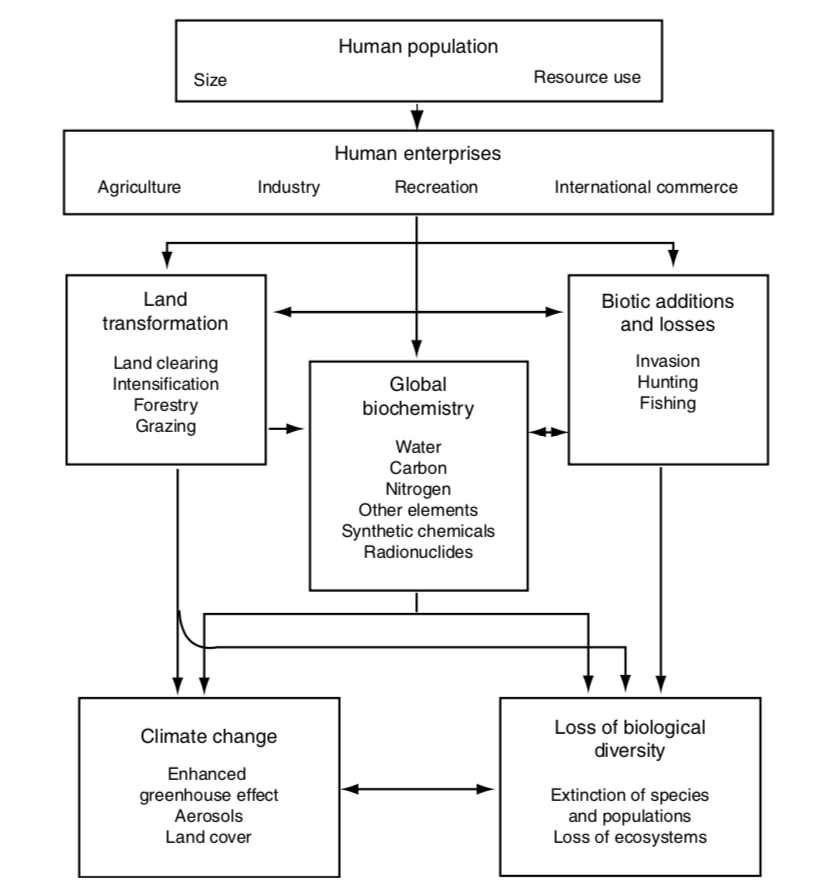 Human population
Size
Resource use
Human enterprises
Agriculture
Industry
Recreation
International commerce
Land
transformation
Land clearing
Intensification
Forestry
Grazing
Global
biochemistry
Water
Carbon
Nitrogen
Other elements
Synthetic chemicals
Radionuclides
Biotic additions
and losses
Invasion
Hunting
Fishing
Climate change
Enhanced
greenhouse effect
Aerosols
Land cover
Loss of biological
diversity
Extinction of species
and populations
Loss of ecosystems